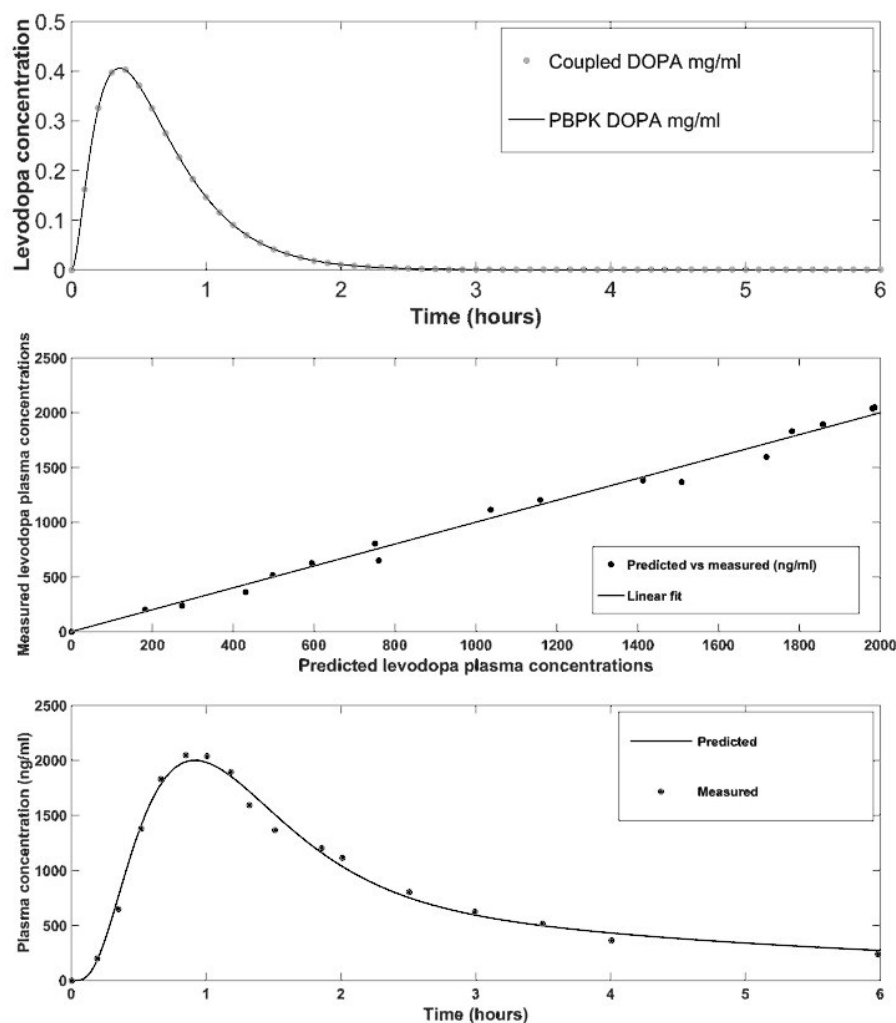 0.5
0.4
0.3
0.2
0.1
0
Levodopa concentration
Coupled DOPA mg/ml
PBPK DOPA mg/ml
0 1 2 3 4 5 6
Time (hours)
2500
2000
1500
1000
500
0
Measured levodopa plasma concentrations
Predicted vs measured (ng/ml)
Linear fit
0 200 400 600 800 1000 1200 1400 1600 1800 2000
Predicted levodopa plasma concentrations
2500
2000
1500
1000
500
0
Plasma concentration (ng/ml)
Predicted
Measured
0 1 2 3 4 5 6
Time (hours)